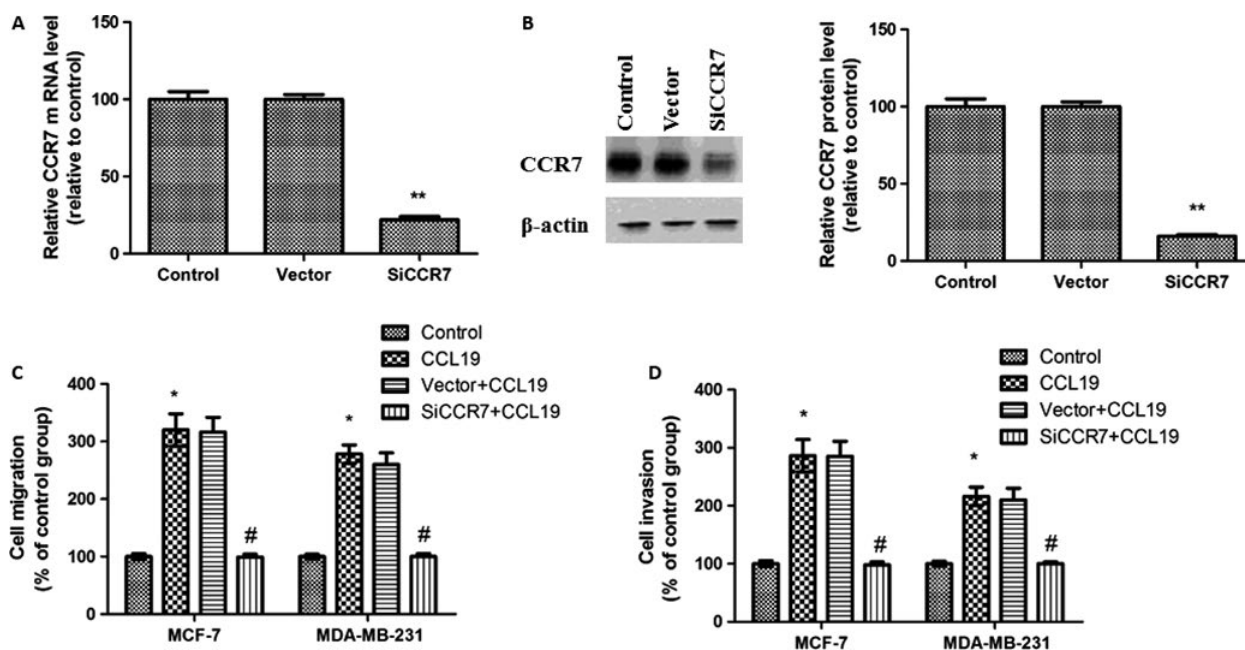 A
Relative CCR7 m RNA level
(relative to control)
150
100
50
0
**
Control Vector SiCCR7
B
Control
Vector
SiCCR7
CCR7
β-actin
Relative CCR7 protein level
(relative to control)
150
100
50
0
**
Control Vector SiCCR7
C
Control
CCL19
Vector+CCL19
SiCCR7+CCL19
Cell migration
(% of control group)
400
300
200
100
0
* #
* #
MCF-7 MDA-MB-231
D
Control
CCL19
Vector+CCL19
SiCCR7+CCL19
Cell invasion
(% of control group)
400
300
200
100
0
* #
* #
MCF-7 MDA-MB-231